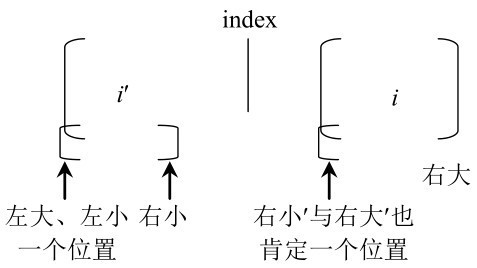 index
i′
i
右大
左大、左小 右小
一个位置
右小′与右大′也
肯定一个位置